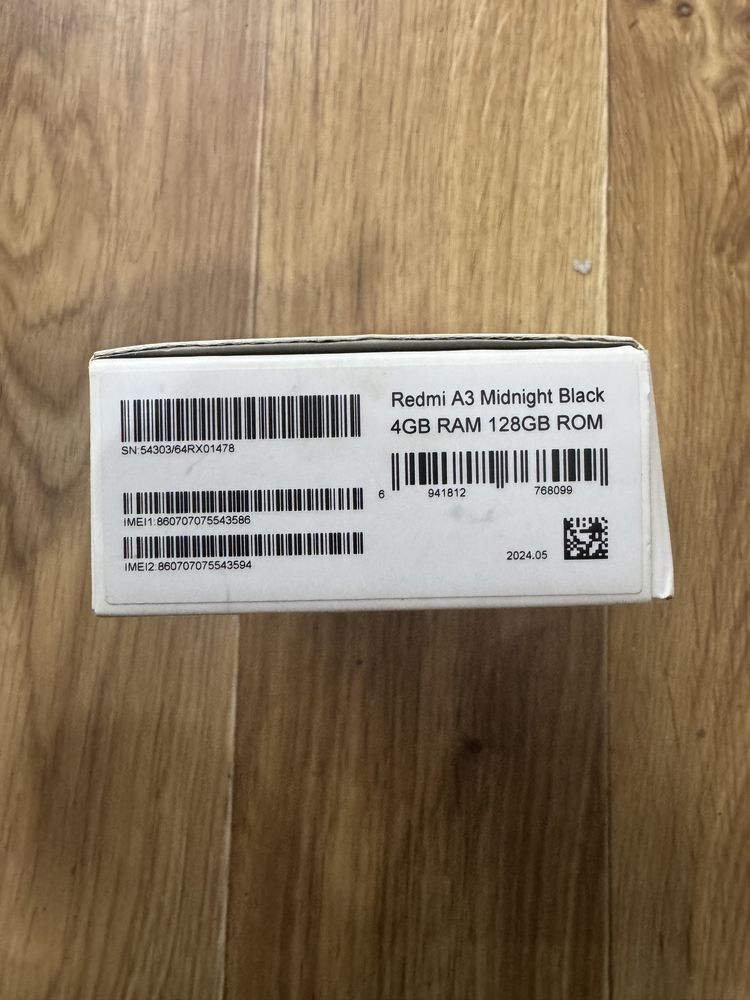 SN:54303/64RX01478
IMEI1:860707075543586
IMEI2:860707075543594
Redmi A3 Midnight Black
4GB RAM 128GB ROM
6 941812 768099
2024.05